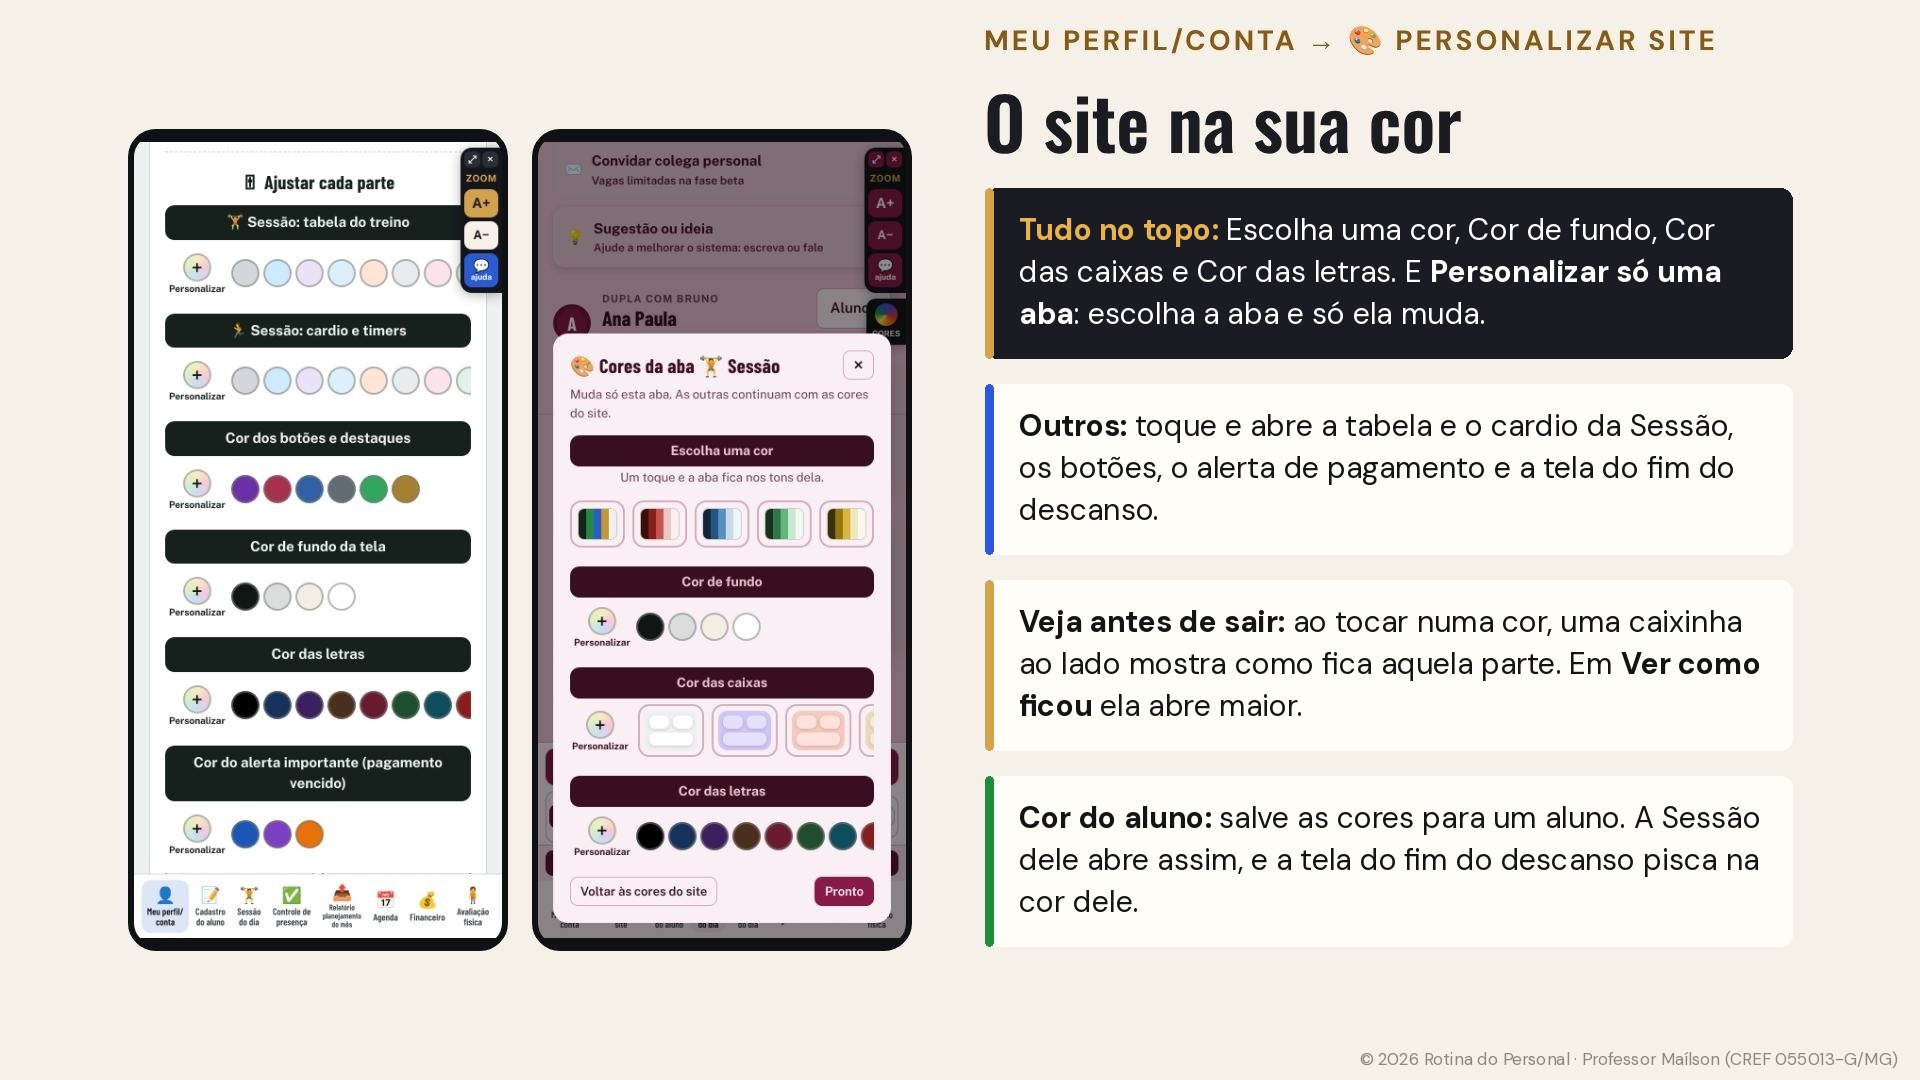 MEU PERFIL/CONTA → 🎨 PERSONALIZAR SITE
O site na sua cor
Tudo no topo: Escolha uma cor, Cor de fundo, Cor
das caixas e Cor das letras. E Personalizar só uma
aba: escolha a aba e só ela muda.
Outros: toque e abre a tabela e o cardio da Sessão,
os botões, o alerta de pagamento e a tela do fim do
descanso.
Veja antes de sair: ao tocar numa cor, uma caixinha
ao lado mostra como fica aquela parte. Em Ver como
ficou ela abre maior.
Cor do aluno: salve as cores para um aluno. A Sessão
dele abre assim, e a tela do fim do descanso pisca na
cor dele.
Ajustar cada parte
ZOOM
A+
A−
ajuda
🏋 Sessão: tabela do treino
+
Personalizar
🏃 Sessão: cardio e timers
+
Personalizar
Cor dos botões e destaques
+
Personalizar
Cor de fundo da tela
+
Personalizar
Cor das letras
+
Personalizar
Cor do alerta importante (pagamento
vencido)
+
Personalizar
Meu perfil/
conta
Cadastro
do aluno
Sessão
do dia
Controle de
presença
Relatório
planejamento
do mês
Agenda
Financeiro
Avaliação
física
Convidar colega personal
Vagas limitadas na fase beta
Sugestão ou ideia
Ajude a melhorar o sistema: escreva ou fale
ZOOM
A+
A−
ajuda
CORES
DUPLA COM BRUNO
A
Ana Paula
🎨 Cores da aba 🏋 Sessão
×
Muda só esta aba. As outras continuam com as cores
do site.
Escolha uma cor
Um toque e a aba fica nos tons dela.
Cor de fundo
+
Personalizar
Cor das caixas
+
Personalizar
Cor das letras
+
Personalizar
Voltar às cores do site
Pronto
© 2026 Rotina do Personal · Professor Maílson (CREF 055013-G/MG)